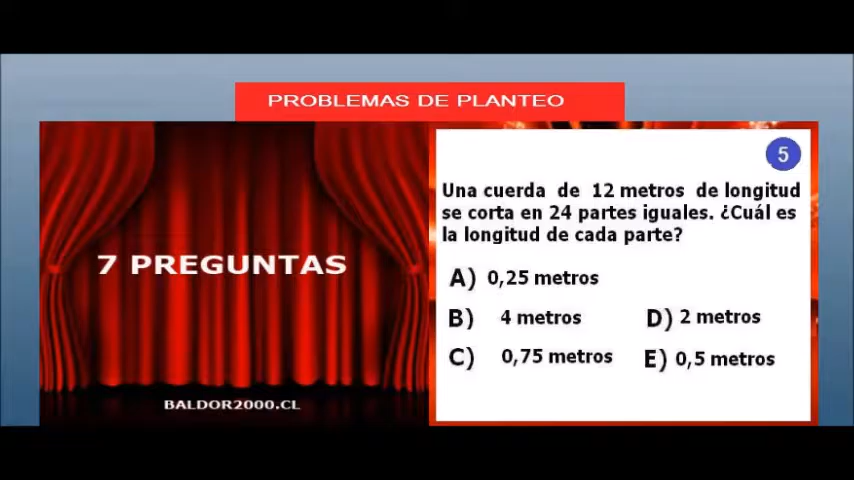 PROBLEMAS DE PLANTEO
7 PREGUNTAS
BALDOR2000.CL
5
Una cuerda de 12 metros de longitud
se corta en 24 partes iguales. ¿Cuál es
la longitud de cada parte?
A) 0,25 metros
B) 4 metros
C) 0,75 metros
D) 2 metros
E) 0,5 metros